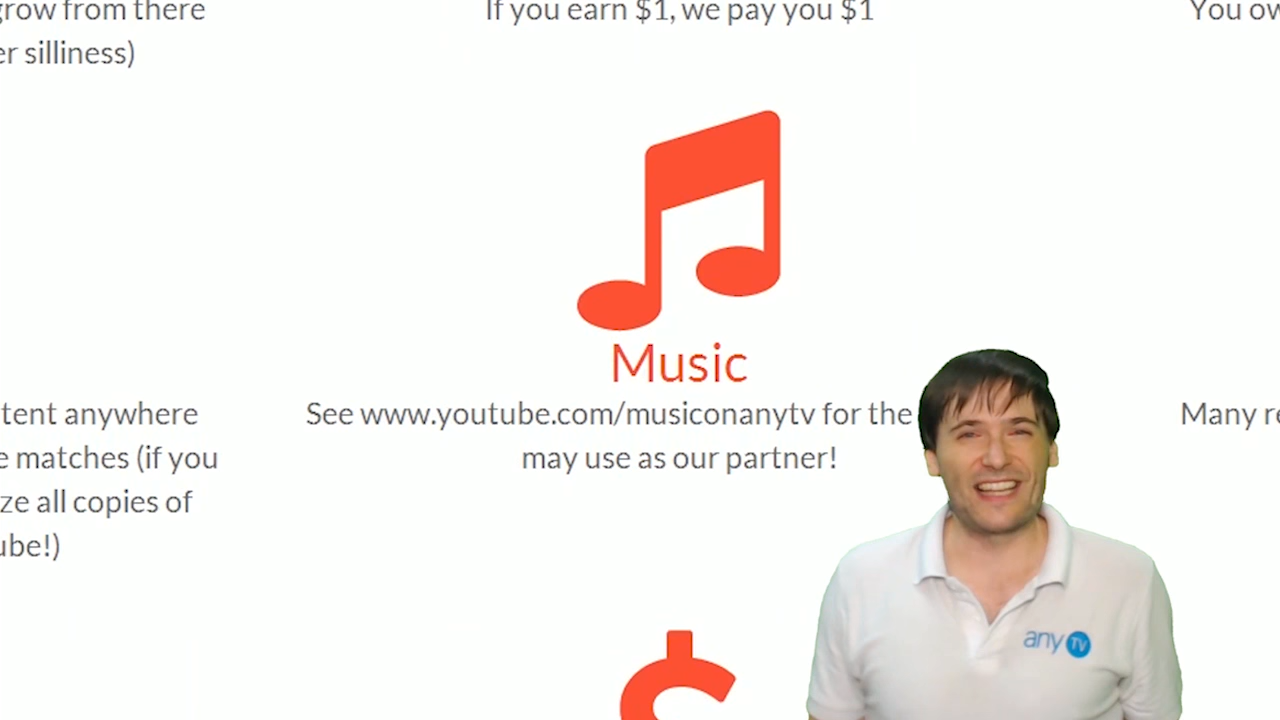 grow from there
er silliness)
If you earn $1, we pay you $1
You ow
Music
tent anywhere
e matches (if you
ze all copies of
ube!)
See www.youtube.com/musiconanytv for the
may use as our partner!
Many re
any TV